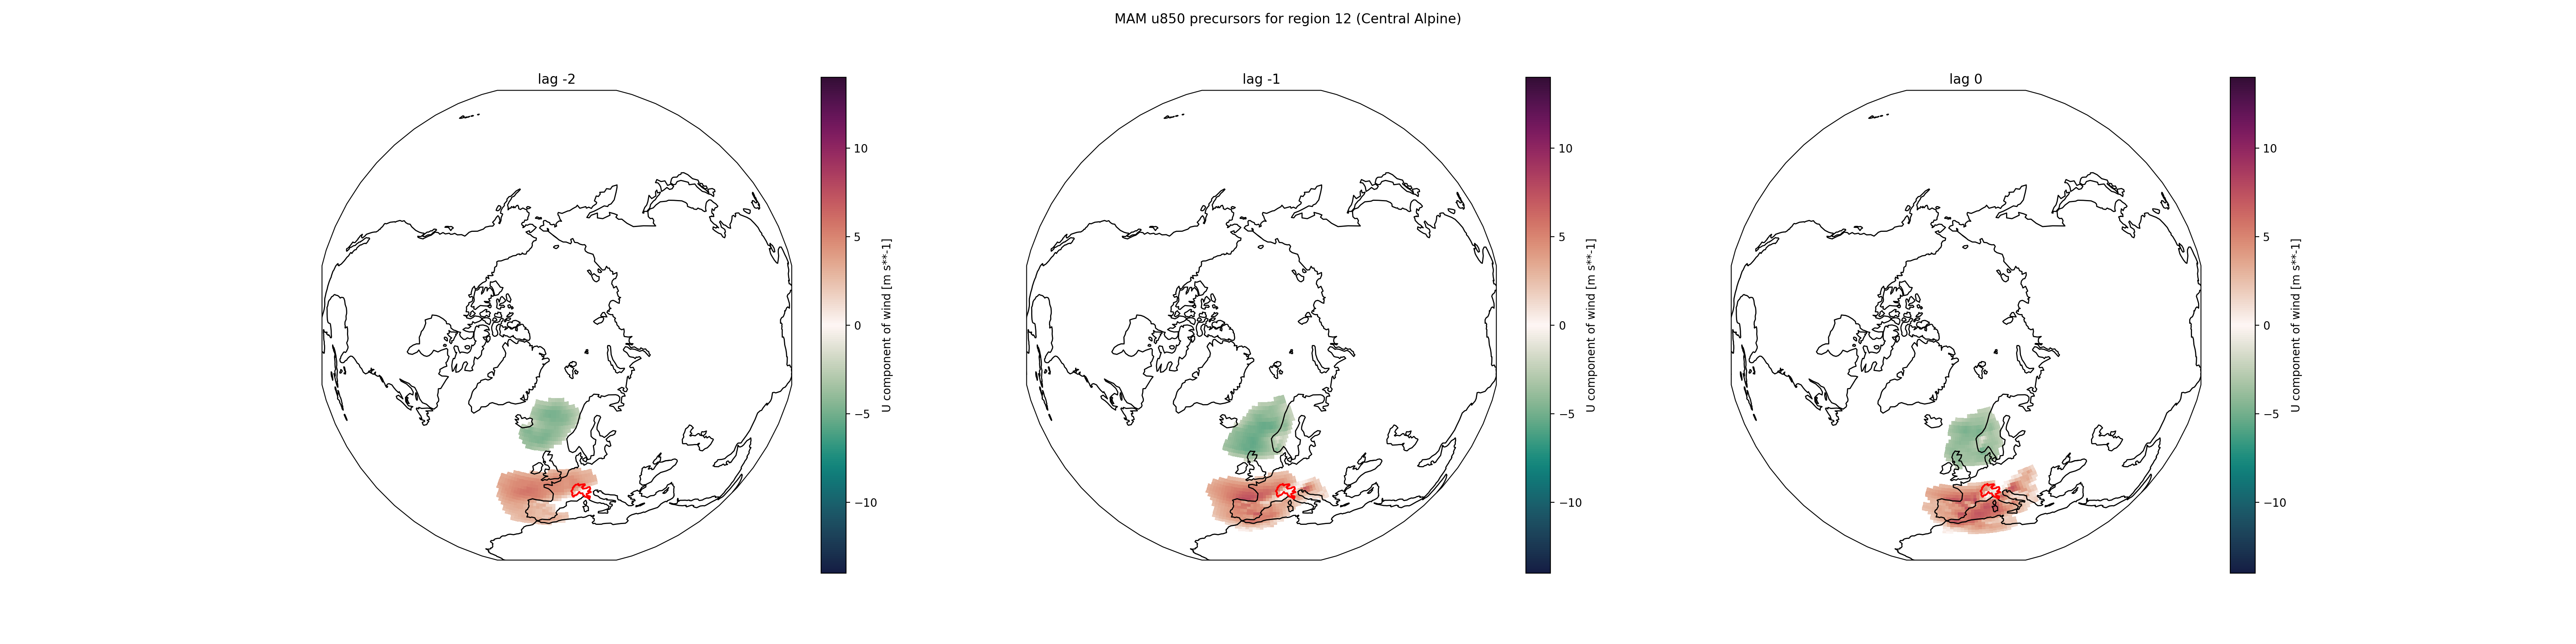 MAM u850 precursors for region 12 (Central Alpine)
lag -2
10
5
0
−5
−10
U component of wind [m s**-1]
lag -1
10
5
0
−5
−10
U component of wind [m s**-1]
lag 0
10
5
0
−5
−10
U component of wind [m s**-1]